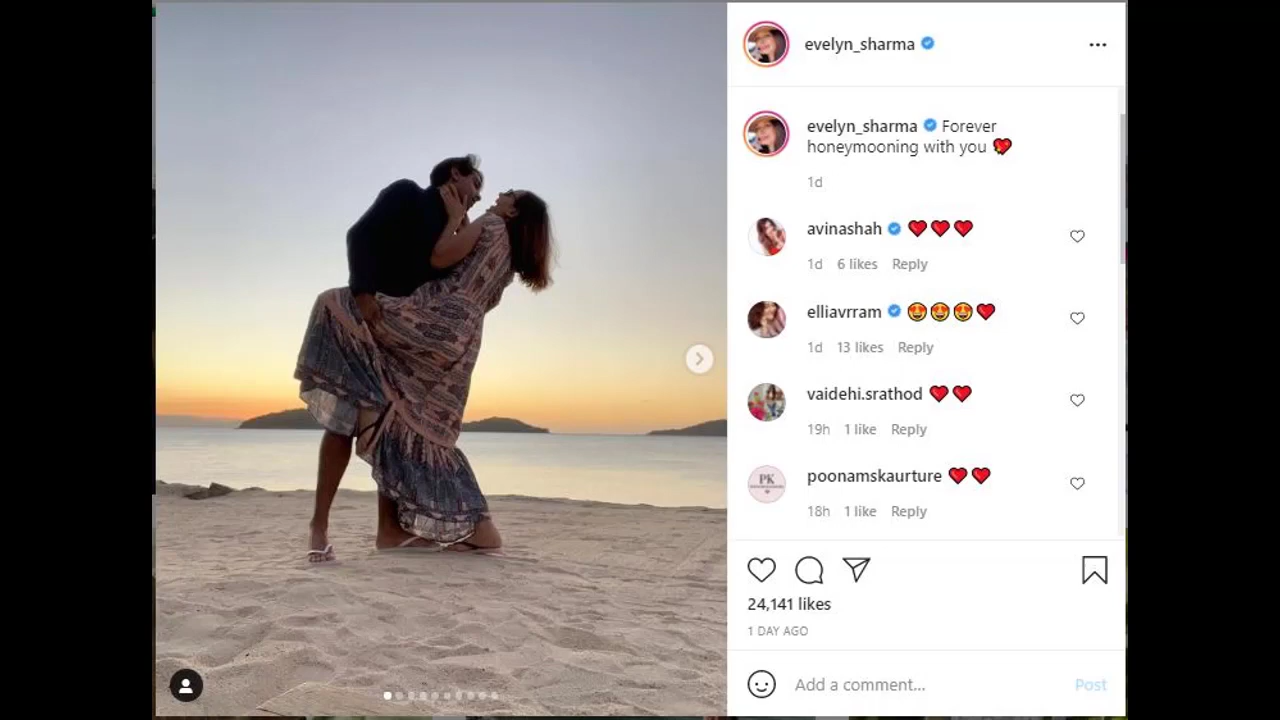 evelyn_sharma
evelyn_sharma Forever
honeymooning with you
1d
avinashah
1d 6 likes Reply
elliavrram
1d 13 likes Reply
vaidehi.srathod
19h 1 like Reply
PK
poonamskaurture
18h 1 like Reply
24,141 likes
1 DAY AGO
Add a comment... Post